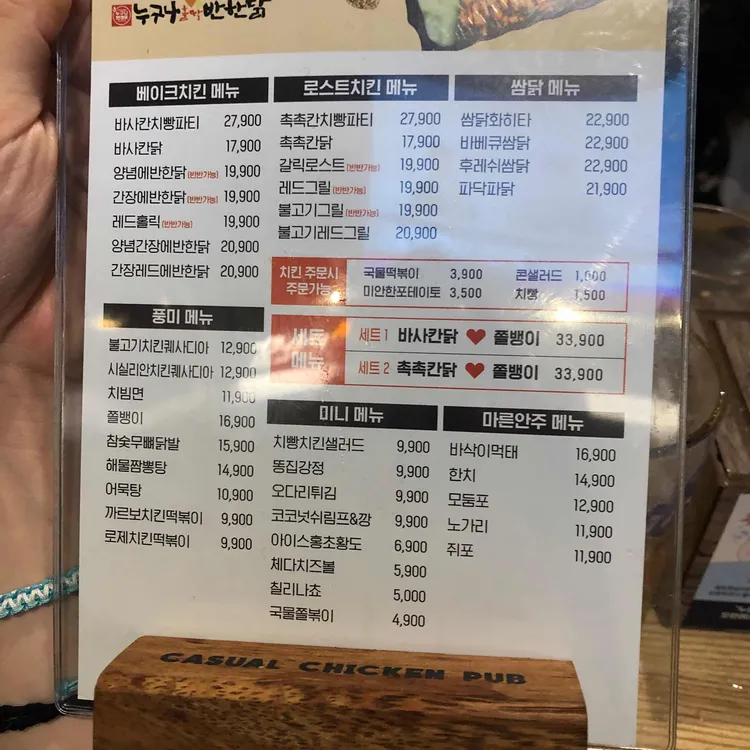 누구나홀딱반한닭
베이크치킨 메뉴
바사칸치빵파티 27,900
바사칸닭 17,900
양념에반한닭(반반가능) 19,900
간장에반한닭(반반가능) 19,900
레드홀릭(반반가능) 19,900
양념간장에반한닭 20,900
간장레드에반한닭 20,900
로스트치킨 메뉴
촉촉칸치빵파티 27,900
촉촉칸닭 17,900
갈릭로스트(반반가능) 19,900
레드그릴(반반가능) 19,900
불고기그릴(반반가능) 19,900
불고기레드그릴 20,900
쌈닭 메뉴
쌈닭화히타 22,900
바베큐쌈닭 22,900
후레쉬쌈닭 22,900
파닥파닭 21,900
치킨 주문시
주문가능
국물떡볶이 3,900 콘샐러드 1,000
미안한포테이토 3,500 치빵 1,500
세트
메뉴
세트1 바사칸닭 ♥ 쫄뱅이 33,900
세트2 촉촉칸닭 ♥ 쫄뱅이 33,900
풍미 메뉴
불고기치킨퀘사디아 12,900
시실리안치킨퀘사디아 12,900
치빔면 11,900
쫄뱅이 16,900
참숯무뼈닭발 15,900
해물짬뽕탕 14,900
어묵탕 10,900
까르보치킨떡볶이 9,900
로제치킨떡볶이 9,900
미니 메뉴
치빵치킨샐러드 9,900
똥집강정 9,900
오다리튀김 9,900
코코넛쉬림프&깡 9,900
아이스홍초황도 6,900
체다치즈볼 5,900
칠리나쵸 5,000
국물쫄볶이 4,900
마른안주 메뉴
바삭이먹태 16,900
한치 14,900
모둠포 12,900
노가리 11,900
쥐포 11,900
CASUAL CHICKEN PUB